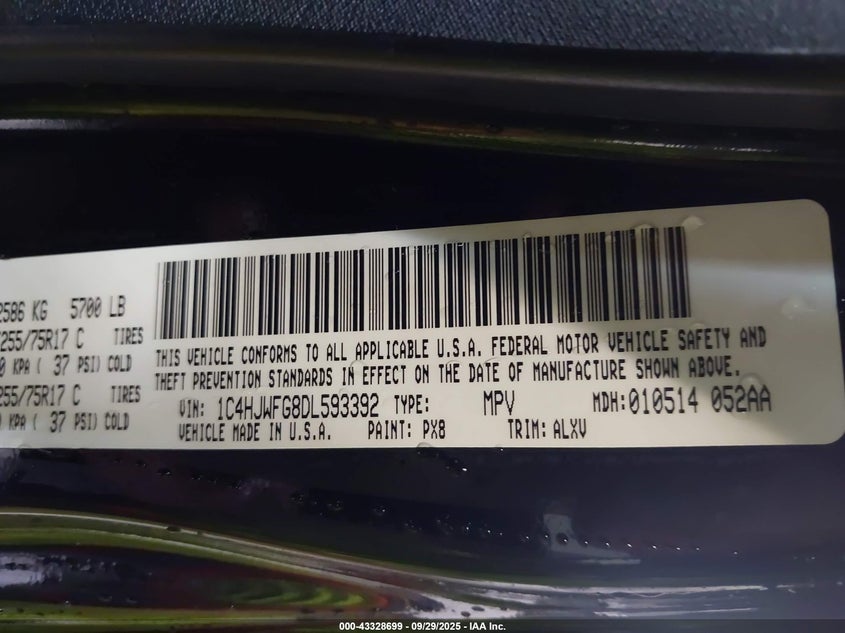 2586 KG 5700 LB
255/75R17 C TIRES
0 KPA ( 37 PSI) COLD
255/75R17 C TIRES
0 KPA ( 37 PSI) COLD
THIS VEHICLE CONFORMS TO ALL APPLICABLE U.S.A. FEDERAL MOTOR VEHICLE SAFETY AND
THEFT PREVENTION STANDARDS IN EFFECT ON THE DATE OF MANUFACTURE SHOWN ABOVE.
VIN: 1C4HJWFG8DL593392 TYPE: MPV MDH:010514 052AA
VEHICLE MADE IN U.S.A. PAINT: PX8 TRIM: ALXV
000-43328699 - 09/29/2025 - IAA Inc.